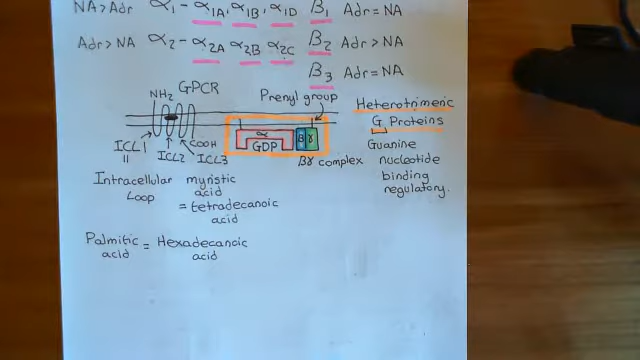 NA>Adr α1 - α1A, α1B, α1D β1 Adr = NA
Adr>NA α2 - α2A α2B α2C β2 Adr > NA
β3 Adr = NA
NH2 GPCR
Prenyl group
Heterotrimeric
G Proteins
COOH
α
GDP
β γ
ICL1 ICL2 ICL3
βγ complex
Guanine
nucleotide
binding
regulatory.
||
Intracellular
Loop
myristic
acid
= tetradecanoic
acid
Palmitic = Hexadecanoic
acid acid